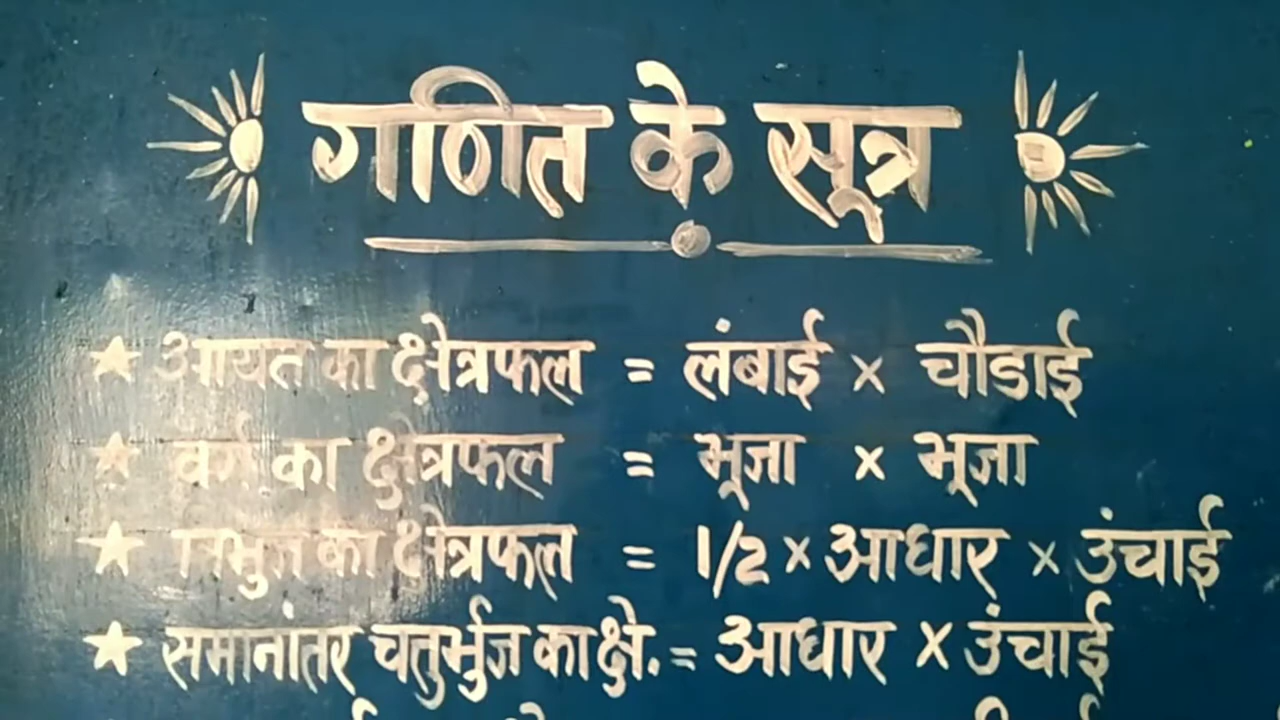 गणित के सूत्र
आयत का क्षेत्रफल = लंबाई × चौडाई
वर्ग का क्षेत्रफल = भूजा × भूजा
त्रिभुज का क्षेत्रफल = 1/2 × आधार × उंचाई
समानांतर चतुर्भुज का क्षे. = आधार × उंचाई